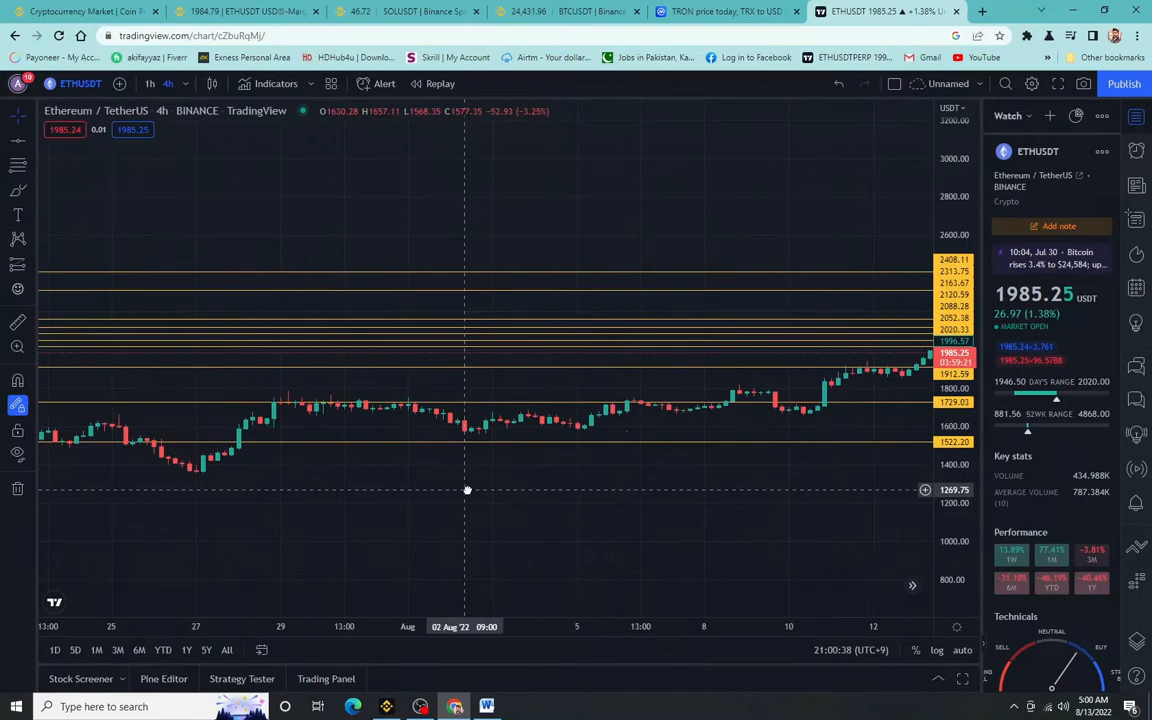 Cryptocurrency Market | Coin P
1984.79 | ETHUSDT USD®-Marg
46.72 | SOLUSDT | Binance Sp
24,431.96 | BTCUSDT | Binance
TRON price today, TRX to USD
ETHUSDT 1985.25 ▲ +1.38% Un
tradingview.com/chart/cZbuRqMj/
Payoneer - My Acc...
akifayyaz | Fiverr
Exness Personal Area
HDHub4u | Downlo...
Skrill | My Account
Airtm - Your dollar...
Jobs in Pakistan, Ka...
Facebook - log in o...
ETHUSDTPERP 199...
Gmail
YouTube
»
Other bookmarks
A
10
ETHUSDT
1h
4h
Indicators
Alert
Replay
Unnamed
Publish
Ethereum / TetherUS · 4h · BINANCE · TradingView
O1630.28 H1657.11 L1568.35 C1577.35 −52.93 (−3.25%)
1985.24
0.01
1985.25
USDT
3200.00
3000.00
2800.00
2600.00
2408.11
2313.75
2163.67
2120.59
2088.28
2052.38
2020.33
1996.57
1985.25
03:59:21
1912.59
1800.00
1729.03
1600.00
1522.20
1400.00
1269.75
1200.00
1000.00
800.00
Watch
ETHUSDT
Ethereum / TetherUS
BINANCE
Crypto
Add note
10:04, Jul 30 • Bitcoin
rises 3.4% to $24,584; up...
1985.25 USDT
26.97 (1.38%)
MARKET OPEN
1985.24×3.761
1985.25×96.5788
1946.50 DAY'S RANGE 2020.00
881.56 52WK RANGE 4868.00
Key stats
VOLUME 434.988K
AVERAGE VOLUME 787.384K
(10)
Performance
13.89% 77.41% −3.81%
1W 1M 3M
−31.10% −46.19% −40.46%
6M YTD 1Y
Technicals
NEUTRAL
SELL
BUY
13:00 25 27 29 13:00 Aug 02 Aug '22 09:00 5 13:00 8 10 12
1D 5D 1M 3M 6M YTD 1Y 5Y All
21:00:38 (UTC+9)
% log auto
Stock Screener
Pine Editor
Strategy Tester
Trading Panel
Type here to search
5:00 AM
8/13/2022